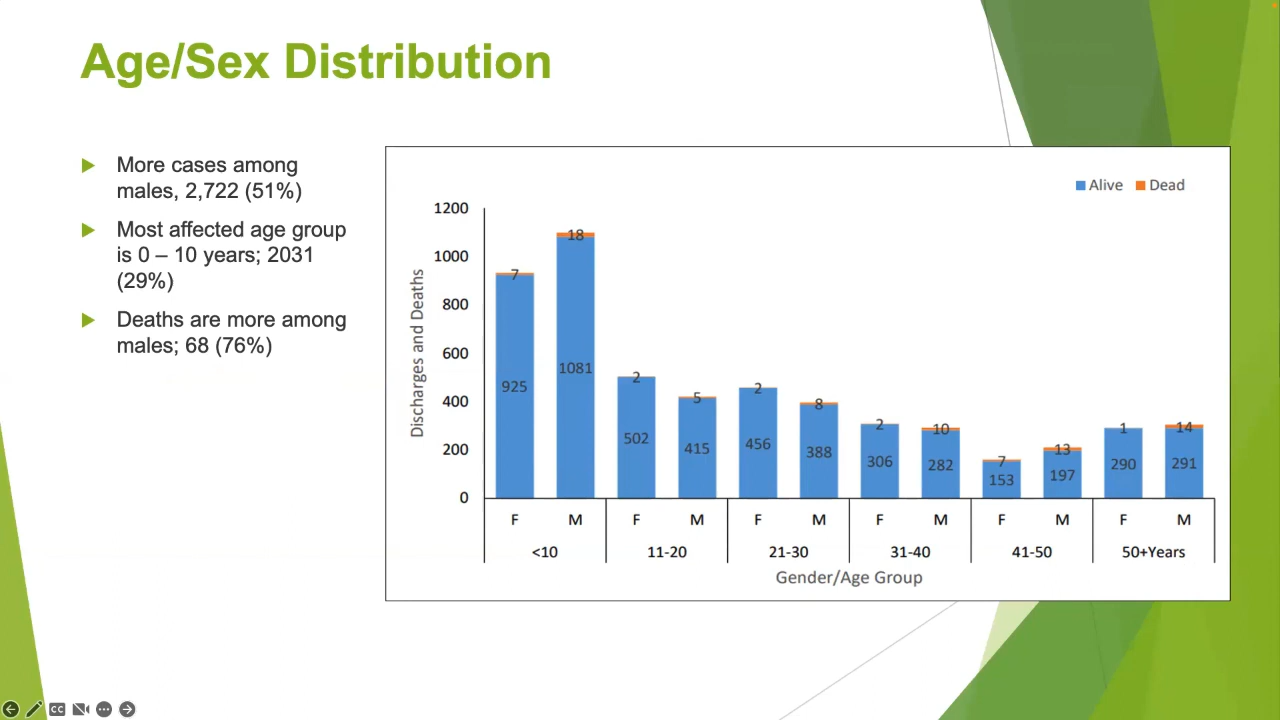 Age/Sex Distribution
More cases among
males, 2,722 (51%)
Most affected age group
is 0 – 10 years; 2031
(29%)
Deaths are more among
males; 68 (76%)
Alive Dead
Discharges and Deaths
1200
1000
800
600
400
200
0
7 18 2 5 2 8 2 10 7 13 1 14
925 1081 502 415 456 388 306 282 153 197 290 291
F M F M F M F M F M F M
<10 11-20 21-30 31-40 41-50 50+Years
Gender/Age Group
CC